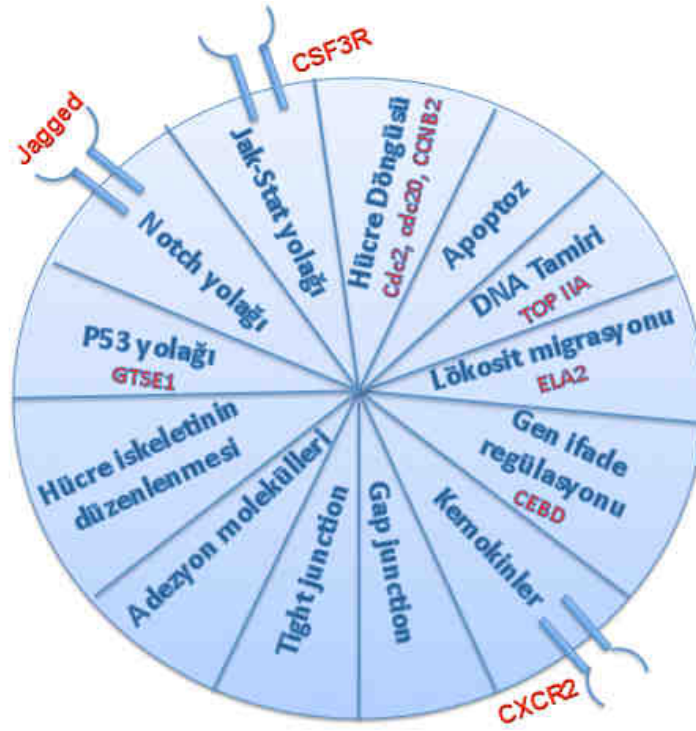 CSF3R
Jagged
Jak-Stat yolağı
Hücre Döngüsü
Cdc2, cdc20, CCNB2
Apoptoz
DNA Tamiri
TOP IIA
Lökosit migrasyonu
ELA2
Gen ifade
regülasyonu
CEBD
Kemokinler
CXCR2
Gap junction
Tight junction
Adezyon molekülleri
Hücre iskeletinin
düzenlenmesi
P53 yolağı
GTSE1
Notch yolağı